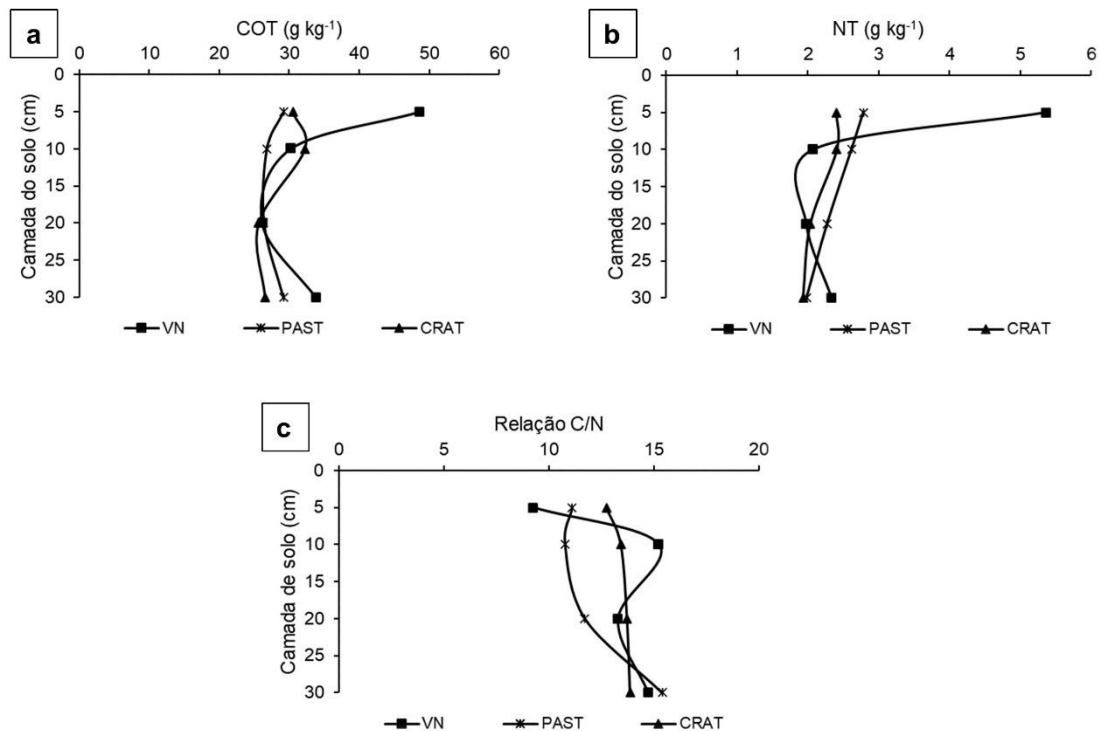 a
COT (g kg⁻¹)
0 10 20 30 40 50 60
Camada do solo (cm)
0
5
10
15
20
25
30
VN PAST CRAT
b
NT (g kg⁻¹)
0 1 2 3 4 5 6
Camada do solo (cm)
0
5
10
15
20
25
30
VN PAST CRAT
c
Relação C/N
0 5 10 15 20
Camada de solo (cm)
0
5
10
15
20
25
30
VN PAST CRAT